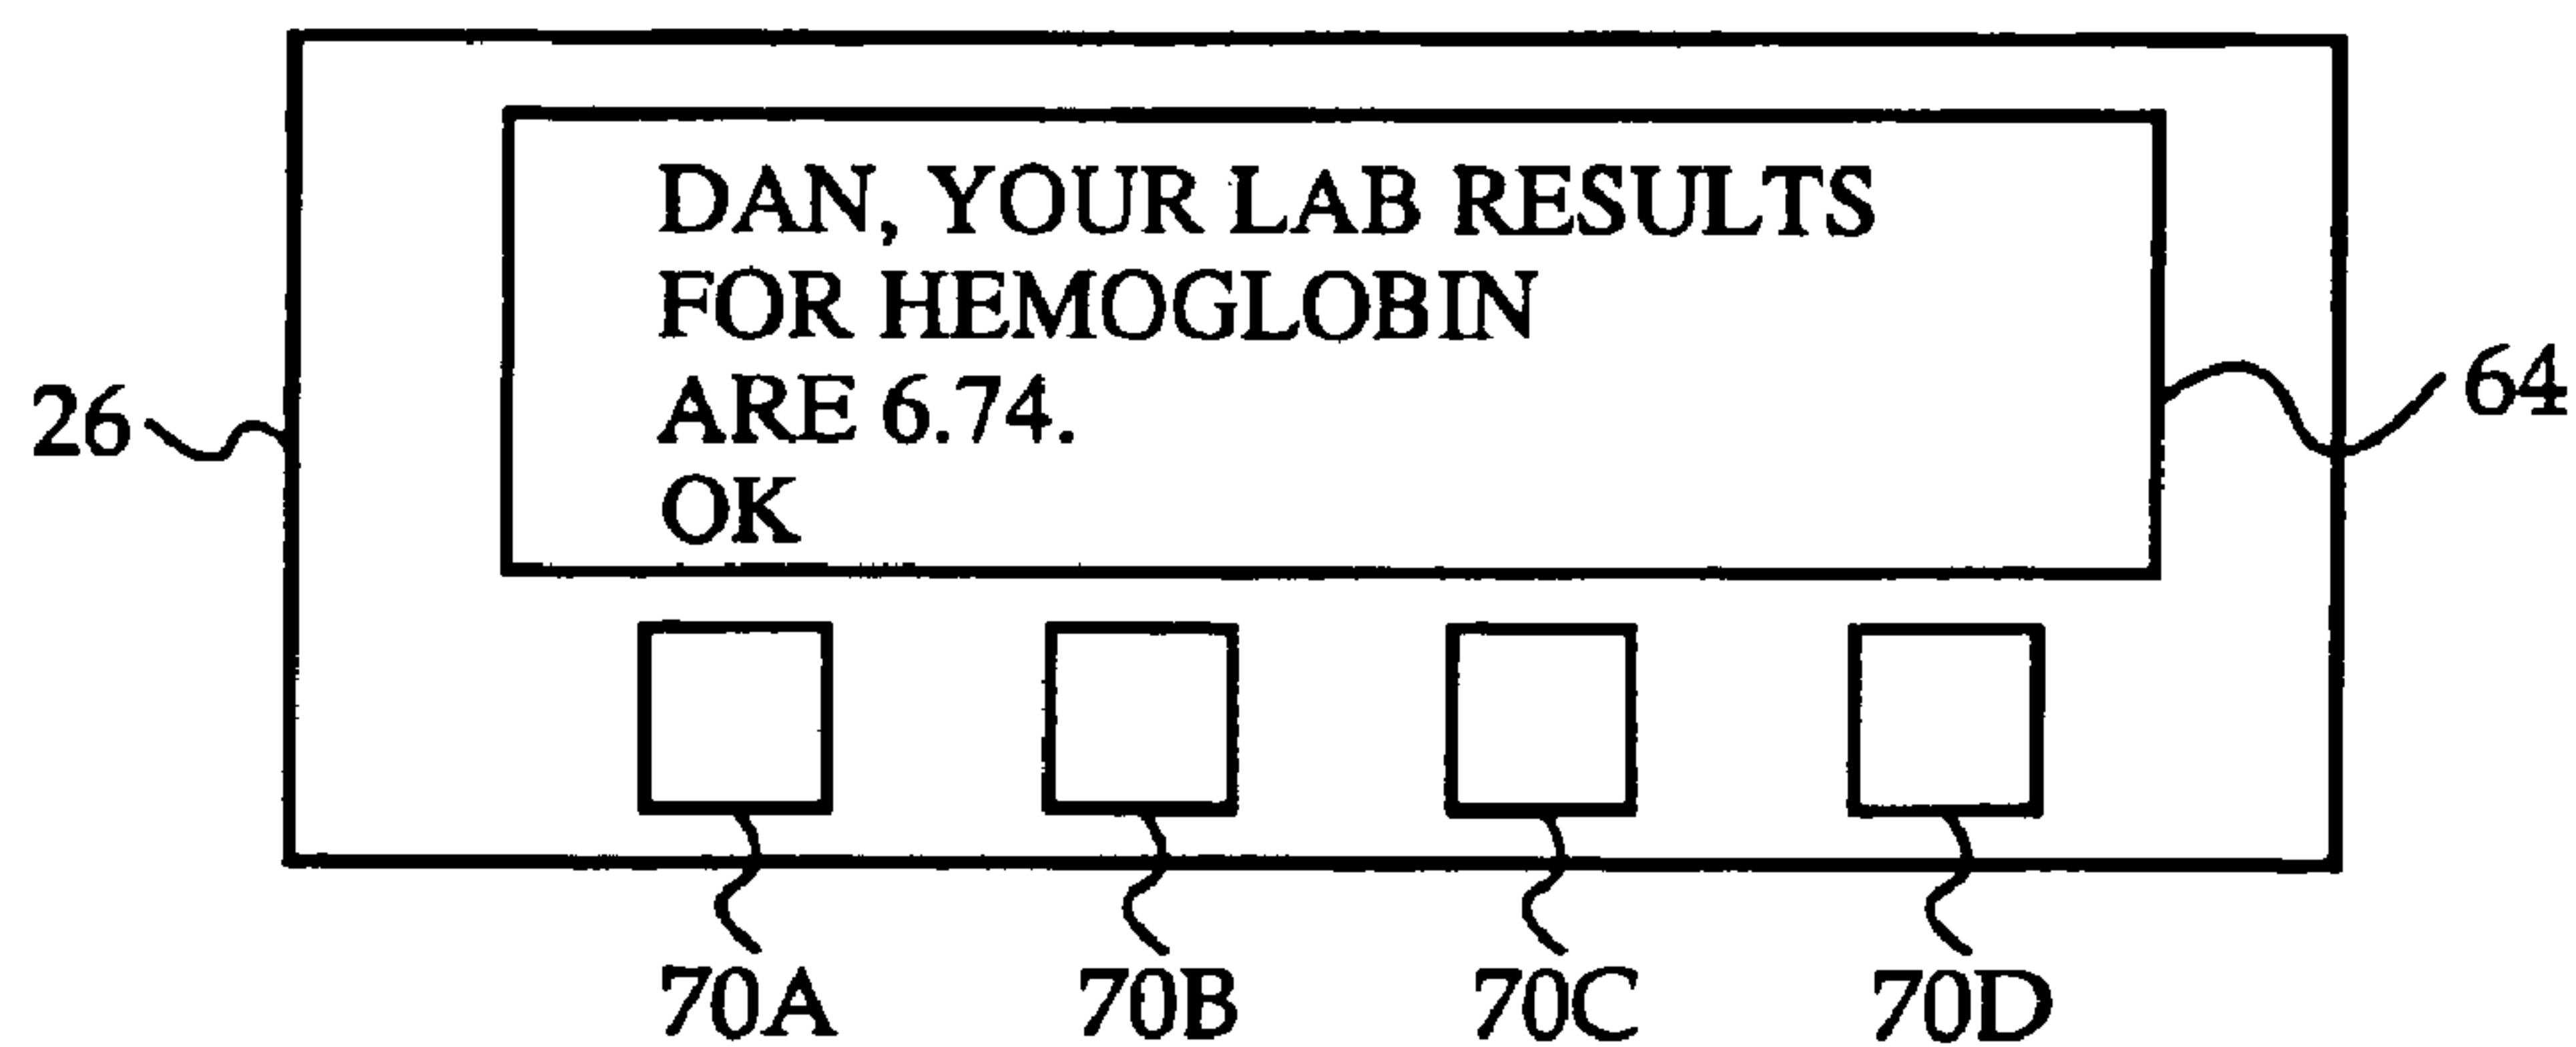 DAN, YOUR LAB RESULTS
FOR HEMOGLOBIN
ARE 6.74.
OK
26
64
70A 70B 70C 70D